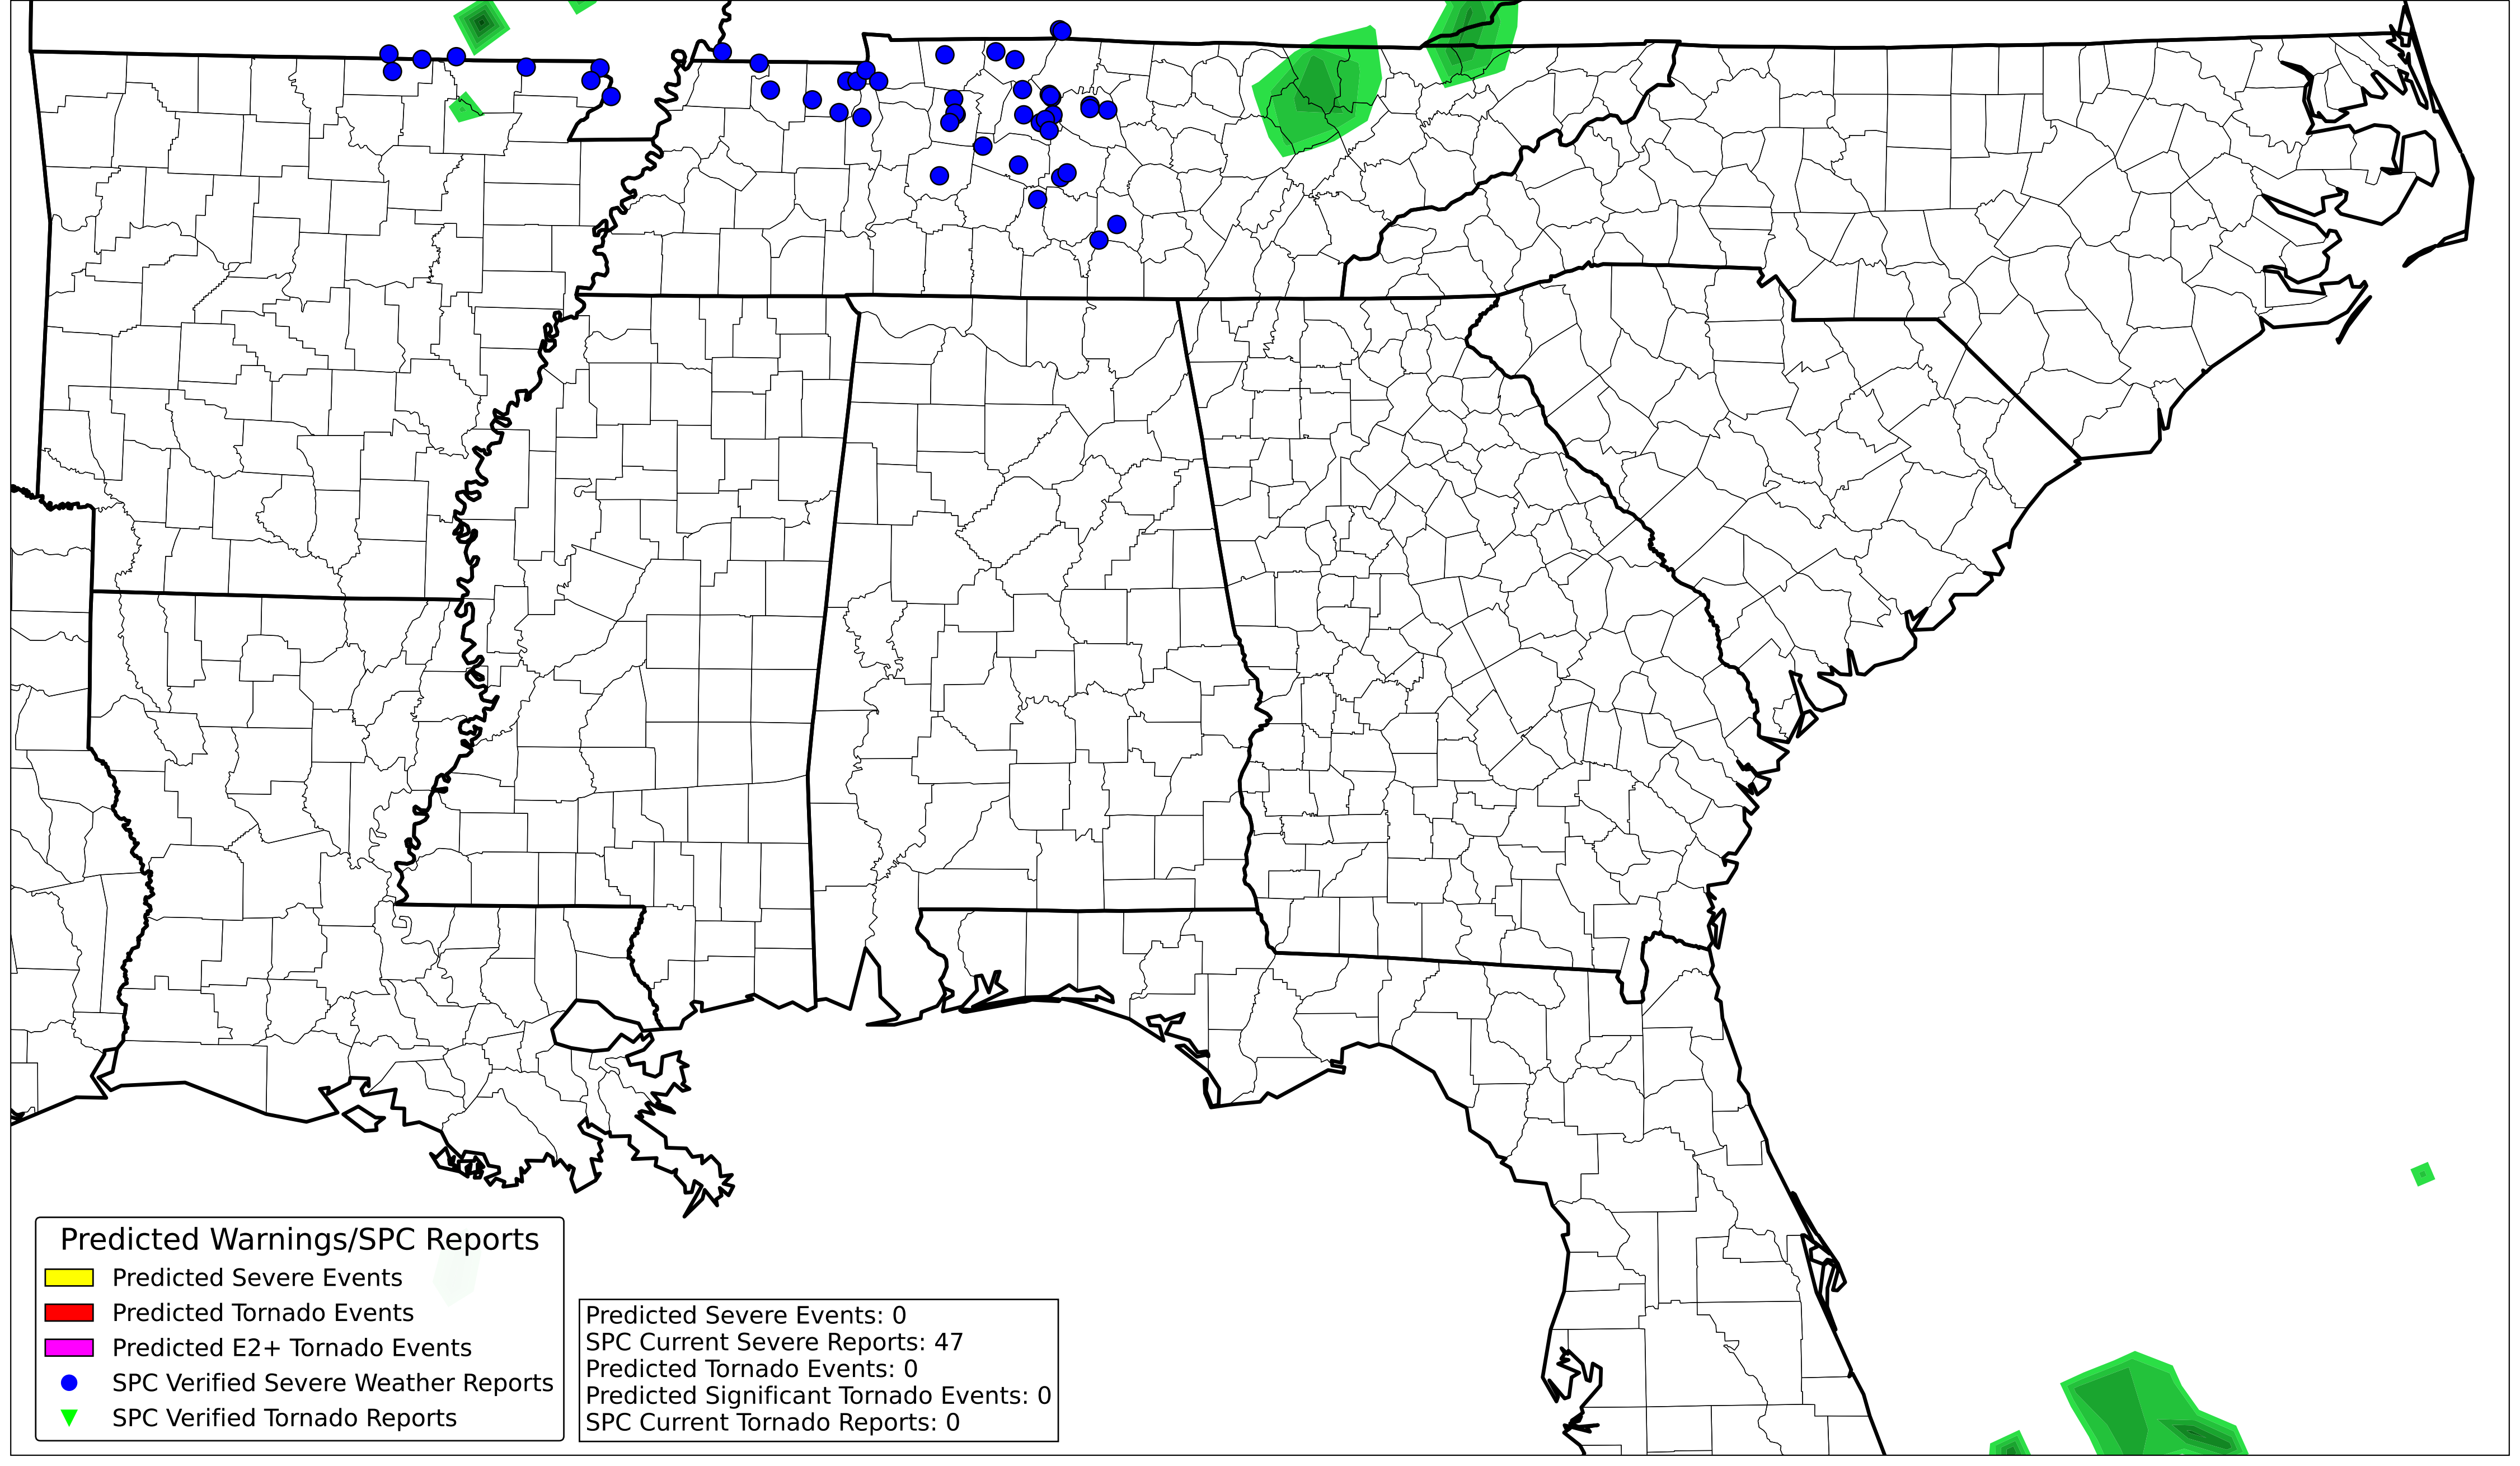 Predicted Warnings/SPC Reports
Predicted Severe Events
Predicted Tornado Events
Predicted E2+ Tornado Events
SPC Verified Severe Weather Reports
SPC Verified Tornado Reports
Predicted Severe Events: 0
SPC Current Severe Reports: 47
Predicted Tornado Events: 0
Predicted Significant Tornado Events: 0
SPC Current Tornado Reports: 0